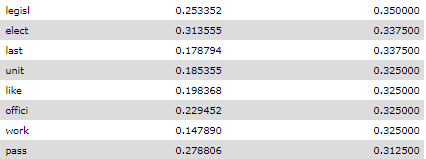 legisl 0.253352 0.350000
elect 0.313555 0.337500
last 0.178794 0.337500
unit 0.185355 0.325000
like 0.198368 0.325000
offici 0.229452 0.325000
work 0.147890 0.325000
pass 0.278806 0.312500